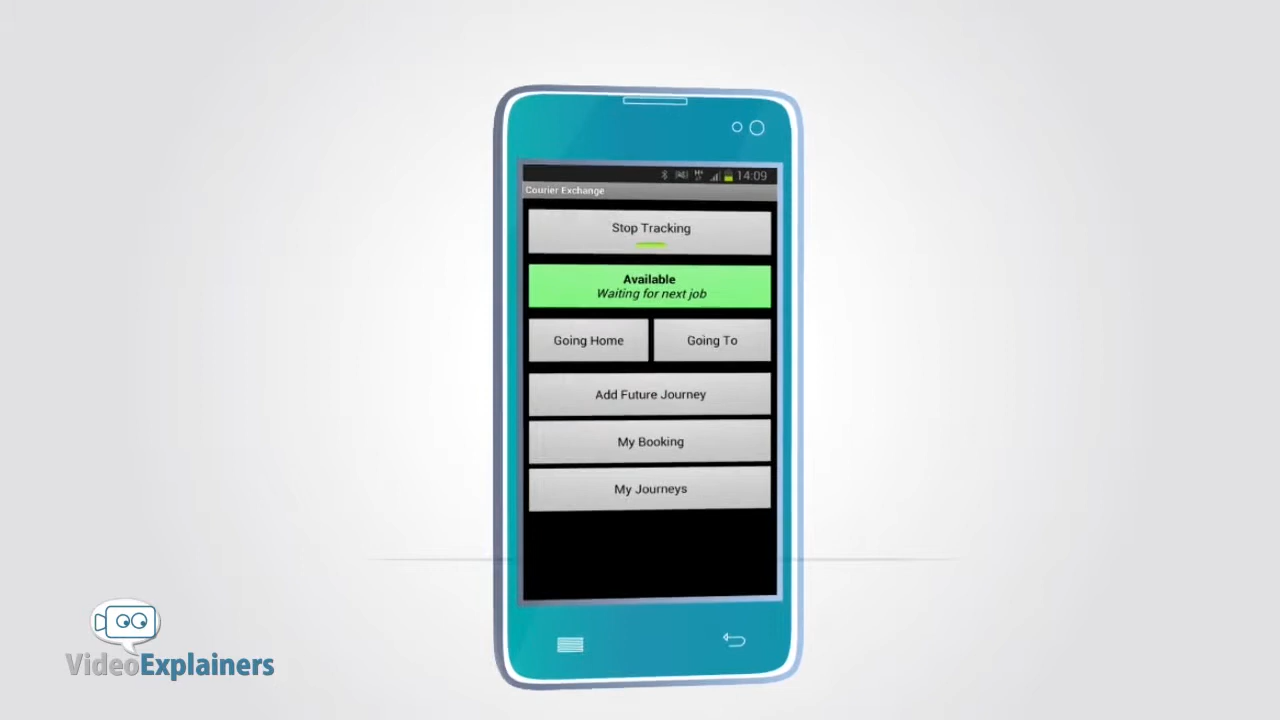 14:09
Courier Exchange
Stop Tracking
Available
Waiting for next job
Going Home
Going To
Add Future Journey
My Booking
My Journeys
VideoExplainers